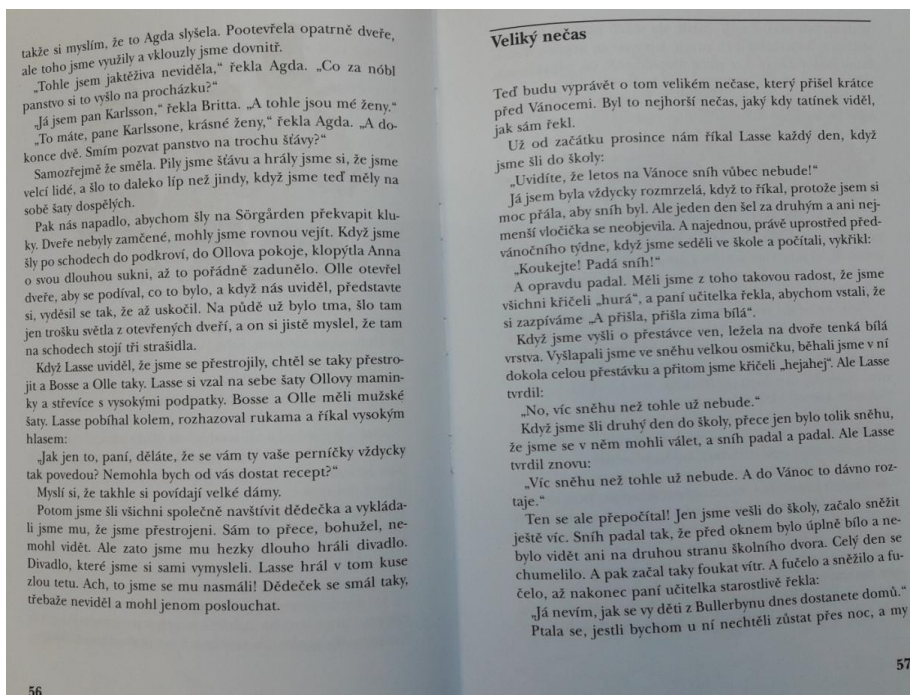 takže si myslím, že to Agda slyšela. Pootevřela opatrně dveře,
ale toho jsme využily a vklouzly jsme dovnitř.
„Tohle jsem jaktěživa neviděla,“ řekla Agda. „Co za nóbl
panstvo si to vyšlo na procházku?“
„Já jsem pan Karlsson,“ řekla Britta. „A tohle jsou mé ženy.“
„To máte, pane Karlssone, krásné ženy,“ řekla Agda. „A do-
konce dvě. Smím pozvat panstvo na trochu šťávy?“
Samozřejmě že směla. Pily jsme šťávu a hrály jsme si, že jsme
velcí lidé, a šlo to daleko líp než jindy, když jsme teď měly na
sobě šaty dospělých.
Pak nás napadlo, abychom šly na Sörgården překvapit klu-
ky. Dveře nebyly zamčené, mohly jsme rovnou vejít. Když jsme
šly po schodech do podkroví, do Ollova pokoje, klopýtla Anna
o svou dlouhou sukni, až to pořádně zadunělo. Olle otevřel
dveře, aby se podíval, co to bylo, a když nás uviděl, představte
si, vyděsil se tak, že až uskočil. Na půdě už bylo tma, šlo tam
jen trošku světla z otevřených dveří, a on si jistě myslel, že tam
na schodech stojí tři strašidla.
Když Lasse uviděl, že jsme se přestrojily, chtěl se taky přestro-
jit a Bosse a Olle taky. Lasse si vzal na sebe šaty Ollovy mamin-
ky a střevíce s vysokými podpatky. Bosse a Olle měli mužské
šaty. Lasse pobíhal kolem, rozhazoval rukama a říkal vysokým
hlasem:
„Jak jen to, paní, děláte, že se vám ty vaše perníčky vždycky
tak povedou? Nemohla bych od vás dostat recept?“
Myslí si, že takhle si povídají velké dámy.
Potom jsme šli všichni společně navštívit dědečka a vykláda-
li jsme mu, že jsme přestrojeni. Sám to přece, bohužel, ne-
mohl vidět. Ale zato jsme mu hezky dlouho hráli divadlo.
Divadlo, které jsme si sami vymysleli. Lasse hrál v tom kuse
zlou tetu. Ach, to jsme se mu nasmáli! Dědeček se smál taky,
třebaže neviděl a mohl jenom poslouchat.
56
Veliký nečas
Teď budu vyprávět o tom velikém nečase, který přišel krátce
před Vánocemi. Byl to nejhorší nečas, jaký kdy tatínek viděl,
jak sám řekl.
Už od začátku prosince nám říkal Lasse každý den, když
jsme šli do školy:
„Uvidíte, že letos na Vánoce sníh vůbec nebude!“
Já jsem byla vždycky rozmrzelá, když to říkal, protože jsem si
moc přála, aby sníh byl. Ale jeden den šel za druhým a ani nej-
menší vločička se neobjevila. A najednou, právě uprostřed před-
vánočního týdne, když jsme seděli ve škole a počítali, vykřikl:
„Koukejte! Padá sníh!“
A opravdu padal. Měli jsme z toho takovou radost, že jsme
všichni křičeli „hurá“, a paní učitelka řekla, abychom vstali, že
si zazpíváme „A přišla, přišla zima bílá“.
Když jsme vyšli o přestávce ven, ležela na dvoře tenká bílá
vrstva. Vyšlapali jsme ve sněhu velkou osmičku, běhali jsme v ní
dokola celou přestávku a přitom jsme křičeli „hejahej“. Ale Lasse
tvrdil:
„No, víc sněhu než tohle už nebude.“
Když jsme šli druhý den do školy, přece jen bylo tolik sněhu,
že jsme se v něm mohli válet, a sníh padal a padal. Ale Lasse
tvrdil znovu:
„Víc sněhu než tohle už nebude. A do Vánoc to dávno roz-
taje.“
Ten se ale přepočítal! Jen jsme vešli do školy, začalo sněžit
ještě víc. Sníh padal tak, že před oknem bylo úplně bílo a ne-
bylo vidět ani na druhou stranu školního dvora. Celý den se
chumelilo. A pak začal taky foukat vítr. A fučelo a sněžilo a fu-
čelo, až nakonec paní učitelka starostlivě řekla:
„Já nevím, jak se vy děti z Bullerbynu dnes dostanete domů.“
Ptala se, jestli bychom u ní nechtěli zůstat přes noc, a my
57